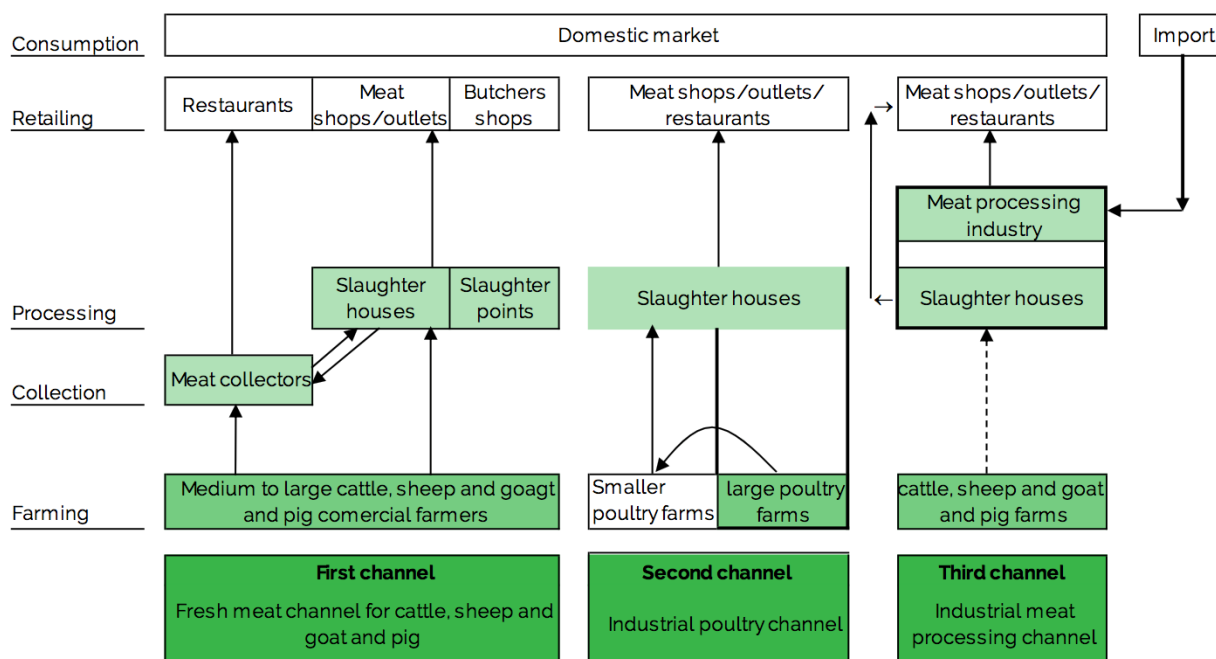 Consumption
Domestic market
Import
Retailing
Restaurants
Meat
shops/outlets
Butchers
shops
Meat shops/outlets/
restaurants
Meat shops/outlets/
restaurants
Meat processing
industry
Processing
Slaughter
houses
Slaughter
points
Slaughter houses
Slaughter houses
Collection
Meat collectors
Farming
Medium to large cattle, sheep and goagt
and pig comercial farmers
Smaller
poultry farms
large poultry
farms
cattle, sheep and goat
and pig farms
First channel
Fresh meat channel for cattle, sheep and
goat and pig
Second channel
Industrial poultry channel
Third channel
Industrial meat
processing channel